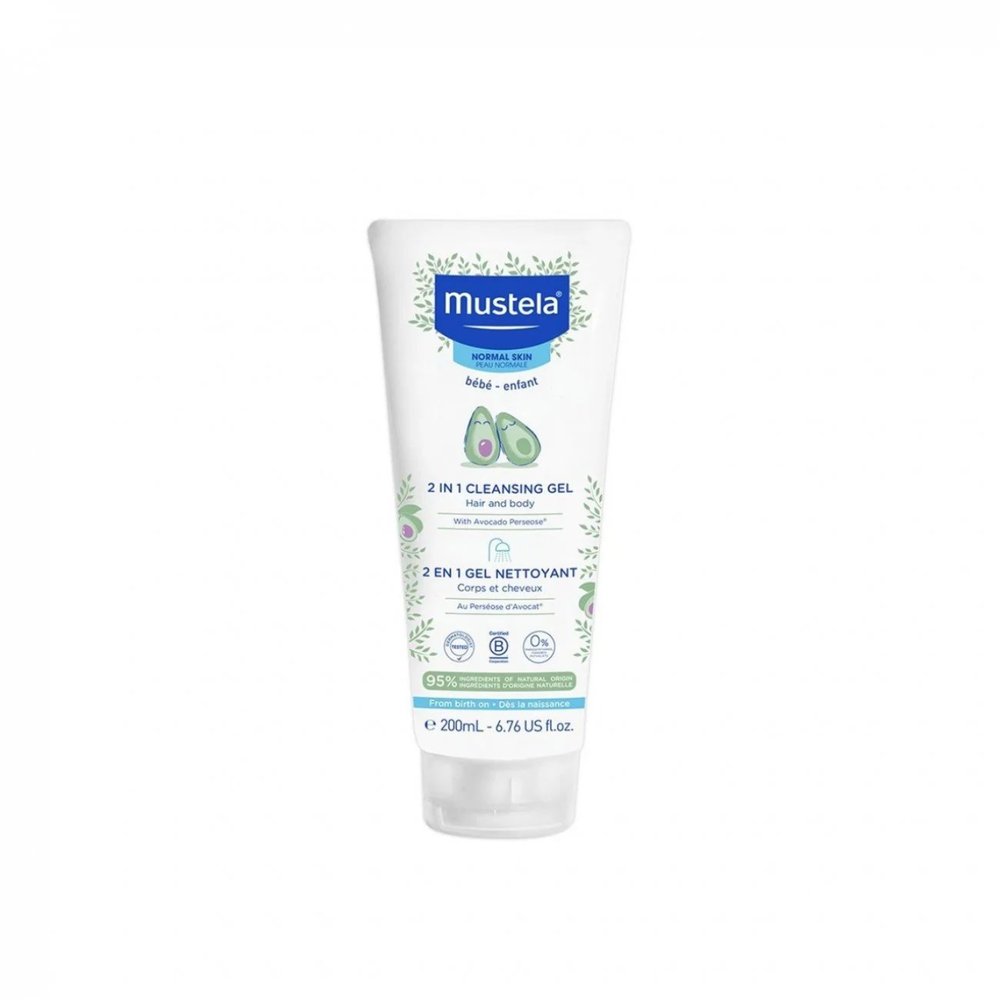 mustela®
NORMAL SKIN
PEAU NORMALE
bébé - enfant
2 IN 1 CLEANSING GEL
Hair and body
With Avocado Perseose®
2 EN 1 GEL NETTOYANT
Corps et cheveux
Au Perséose d'Avocat®
TESTED
Certified
B
Corporation
0%
95% INGREDIENTS OF NATURAL ORIGIN
INGRÉDIENTS D'ORIGINE NATURELLE
From birth on • Dès la naissance
℮ 200mL - 6.76 US fl.oz.